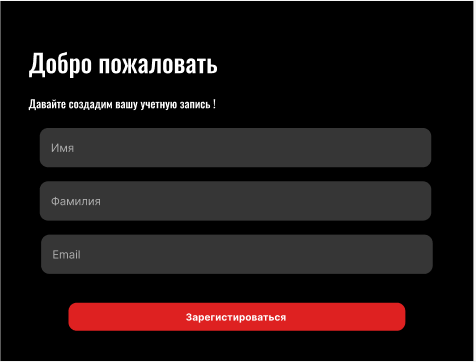 Добро пожаловать
Давайте создадим вашу учетную запись !
Имя
Фамилия
Email
Зарегистироваться